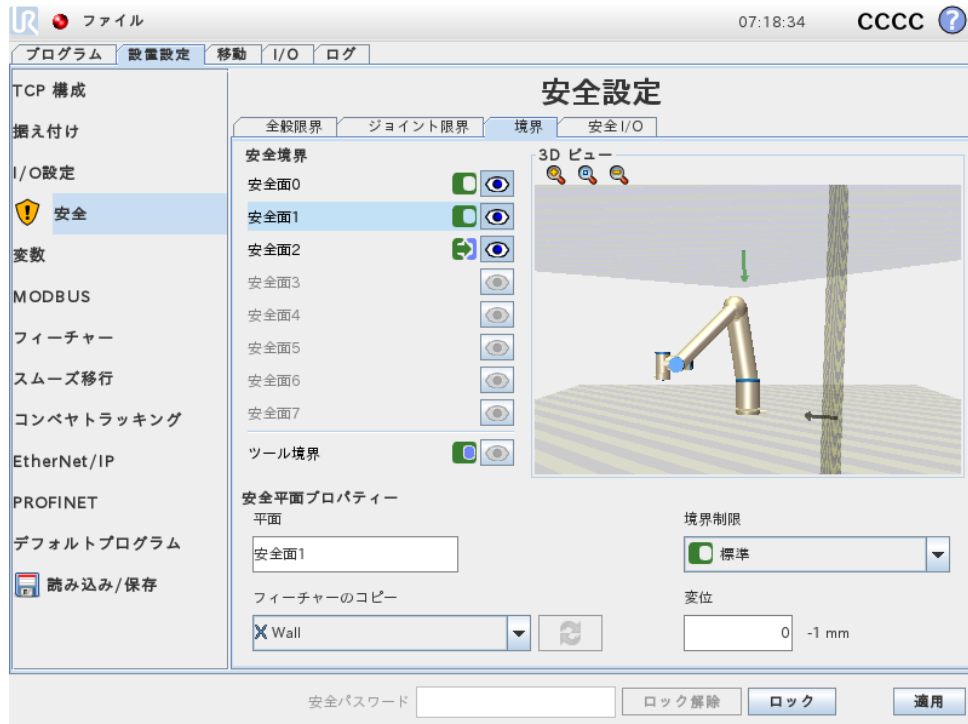 UR ファイル 07:18:34 CCCC ?
プログラム 設置設定 移動 I/O ログ
TCP 構成
据え付け
I/O設定
安全
変数
MODBUS
フィーチャー
スムーズ移行
コンベヤトラッキング
EtherNet/IP
PROFINET
デフォルトプログラム
読み込み/保存
安全設定
全般限界 ジョイント限界 境界 安全I/O
安全境界
安全面0
安全面1
安全面2
安全面3
安全面4
安全面5
安全面6
安全面7
ツール境界
3D ビュー
安全平面プロパティー
平面
安全面1
境界制限
標準
フィーチャーのコピー
Wall
変位
0 -1 mm
安全パスワード ロック解除 ロック 適用